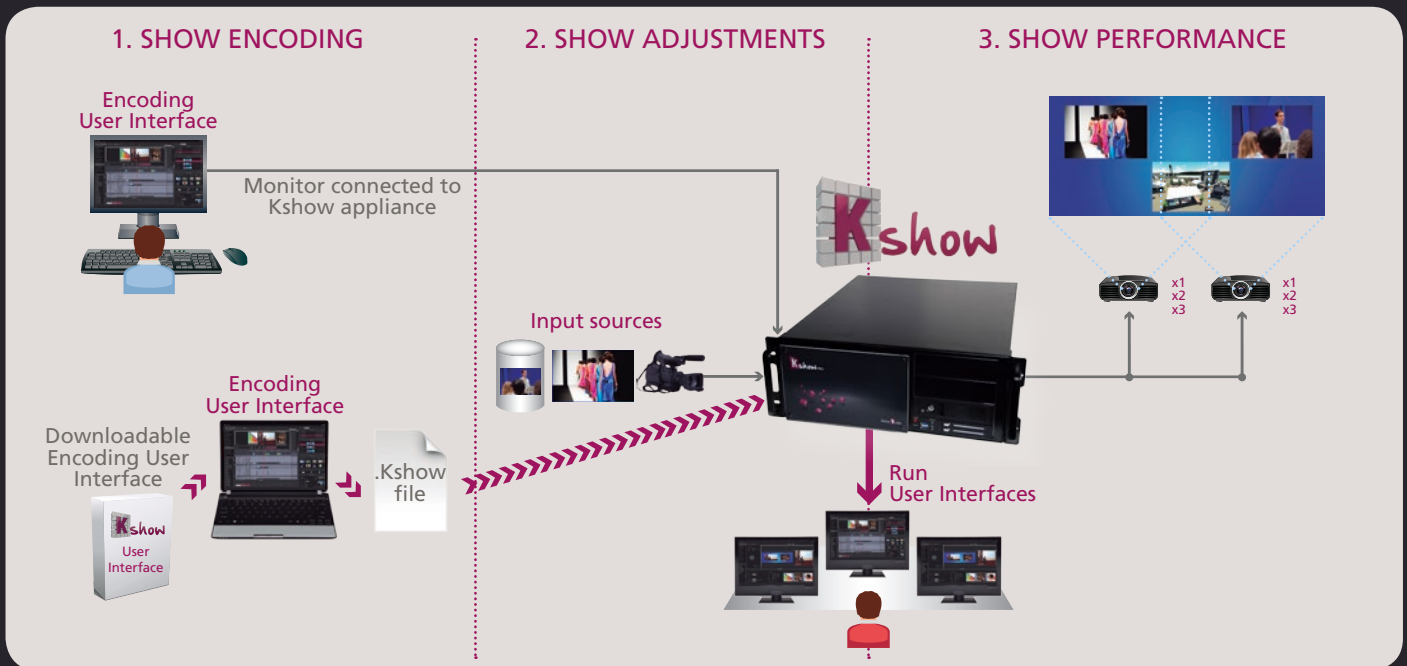 1. SHOW ENCODING
2. SHOW ADJUSTMENTS
3. SHOW PERFORMANCE
Encoding
User Interface
Monitor connected to
Kshow appliance
Kshow
x1
x2
x3
x1
x2
x3
Input sources
Kshow
Encoding
User Interface
Downloadable
Encoding User
Interface
.Kshow
file
Kshow
User
Interface
Run
User Interfaces